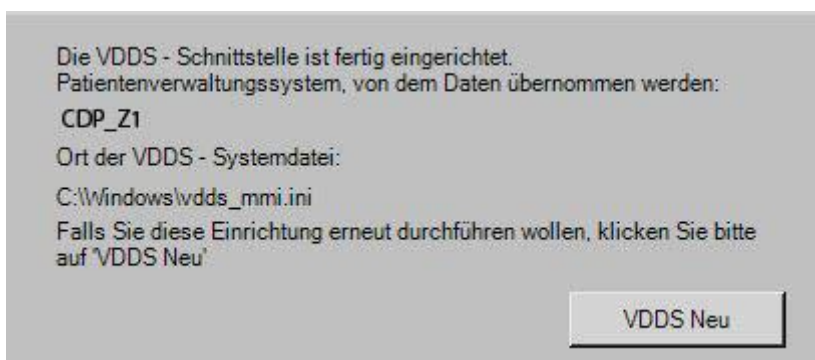 Die VDDS - Schnittstelle ist fertig eingerichtet.
Patientenverwaltungssystem, von dem Daten übernommen werden:
CDP_Z1
Ort der VDDS - Systemdatei:
C:\Windows\vdds_mmi.ini
Falls Sie diese Einrichtung erneut durchführen wollen, klicken Sie bitte
auf 'VDDS Neu'
VDDS Neu